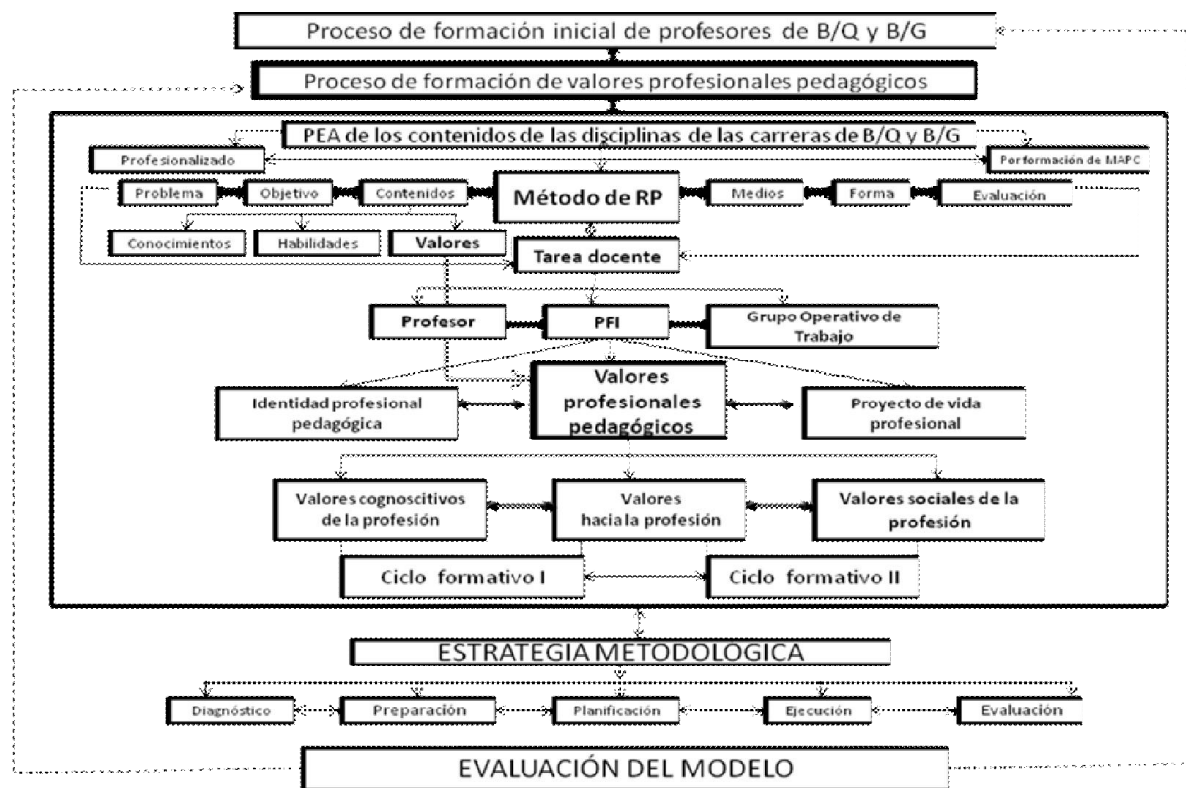 Proceso de formación inicial de profesores de B/Q y B/G
Proceso de formación de valores profesionales pedagógicos
PEA de los contenidos de las disciplinas de las carreras de B/Q y B/G
Profesionalizado
Por formación de MAPC
Problema
Objetivo
Contenidos
Método de RP
Medios
Forma
Evaluación
Conocimientos
Habilidades
Valores
Tarea docente
Profesor
PFI
Grupo Operativo de
Trabajo
Identidad profesional
pedagógica
Valores
profesionales
pedagógicos
Proyecto de vida
profesional
Valores cognoscitivos
de la profesión
Valores
hacia la profesión
Valores sociales de la
profesión
Ciclo formativo I
Ciclo formativo II
ESTRATEGIA METODOLOGICA
Diagnóstico
Preparación
Planificación
Ejecución
Evaluación
EVALUACIÓN DEL MODELO